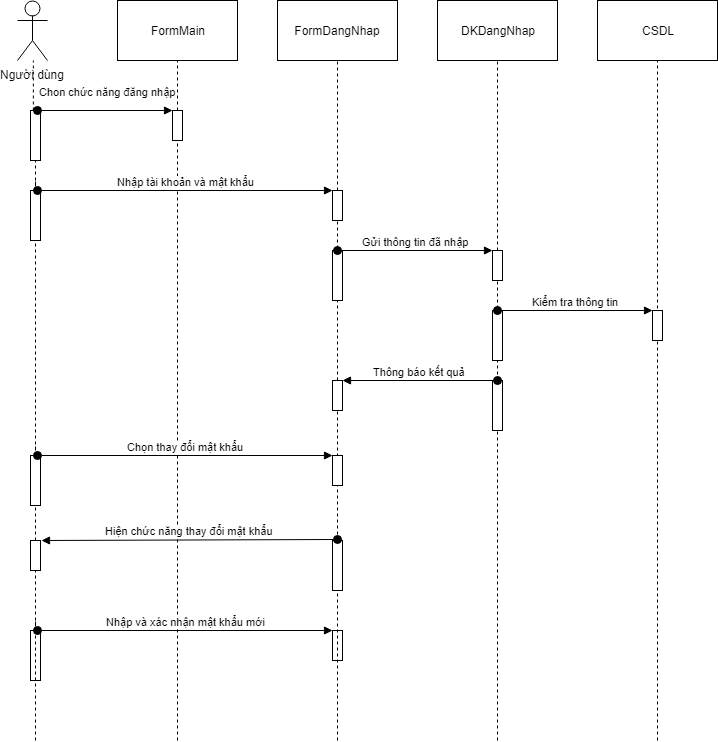 FormMain
FormDangNhap
DKDangNhap
CSDL
Người dùng
Chon chức năng đăng nhập
Nhập tài khoản và mật khẩu
Gửi thông tin đã nhập
Kiểm tra thông tin
Thông báo kết quả
Chọn thay đổi mật khẩu
Hiện chức năng thay đổi mật khẩu
Nhập và xác nhận mật khẩu mới